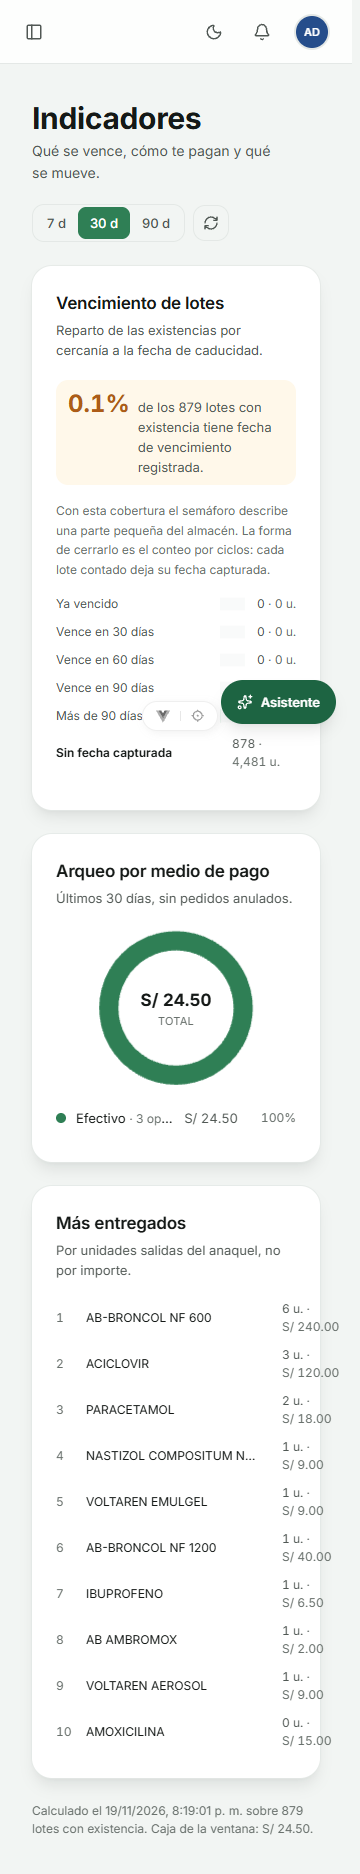 AD
Indicadores
Qué se vence, cómo te pagan y qué
se mueve.
7 d 30 d 90 d
Vencimiento de lotes
Reparto de las existencias por
cercanía a la fecha de caducidad.
0.1% de los 879 lotes con
existencia tiene fecha
de vencimiento
registrada.
Con esta cobertura el semáforo describe
una parte pequeña del almacén. La forma
de cerrarlo es el conteo por ciclos: cada
lote contado deja su fecha capturada.
Ya vencido 0 · 0 u.
Vence en 30 días 0 · 0 u.
Vence en 60 días 0 · 0 u.
Vence en 90 días
Asistente
Más de 90 días
Sin fecha capturada 878 ·
4,481 u.
Arqueo por medio de pago
Últimos 30 días, sin pedidos anulados.
S/ 24.50
TOTAL
Efectivo · 3 op... S/ 24.50 100%
Más entregados
Por unidades salidas del anaquel, no
por importe.
1 AB-BRONCOL NF 600 6 u. ·
S/ 240.00
2 ACICLOVIR 3 u. ·
S/ 120.00
3 PARACETAMOL 2 u. ·
S/ 18.00
4 NASTIZOL COMPOSITUM N... 1 u. ·
S/ 9.00
5 VOLTAREN EMULGEL 1 u. ·
S/ 9.00
6 AB-BRONCOL NF 1200 1 u. ·
S/ 40.00
7 IBUPROFENO 1 u. ·
S/ 6.50
8 AB AMBROMOX 1 u. ·
S/ 2.00
9 VOLTAREN AEROSOL 1 u. ·
S/ 9.00
10 AMOXICILINA 0 u. ·
S/ 15.00
Calculado el 19/11/2026, 8:19:01 p. m. sobre 879
lotes con existencia. Caja de la ventana: S/ 24.50.